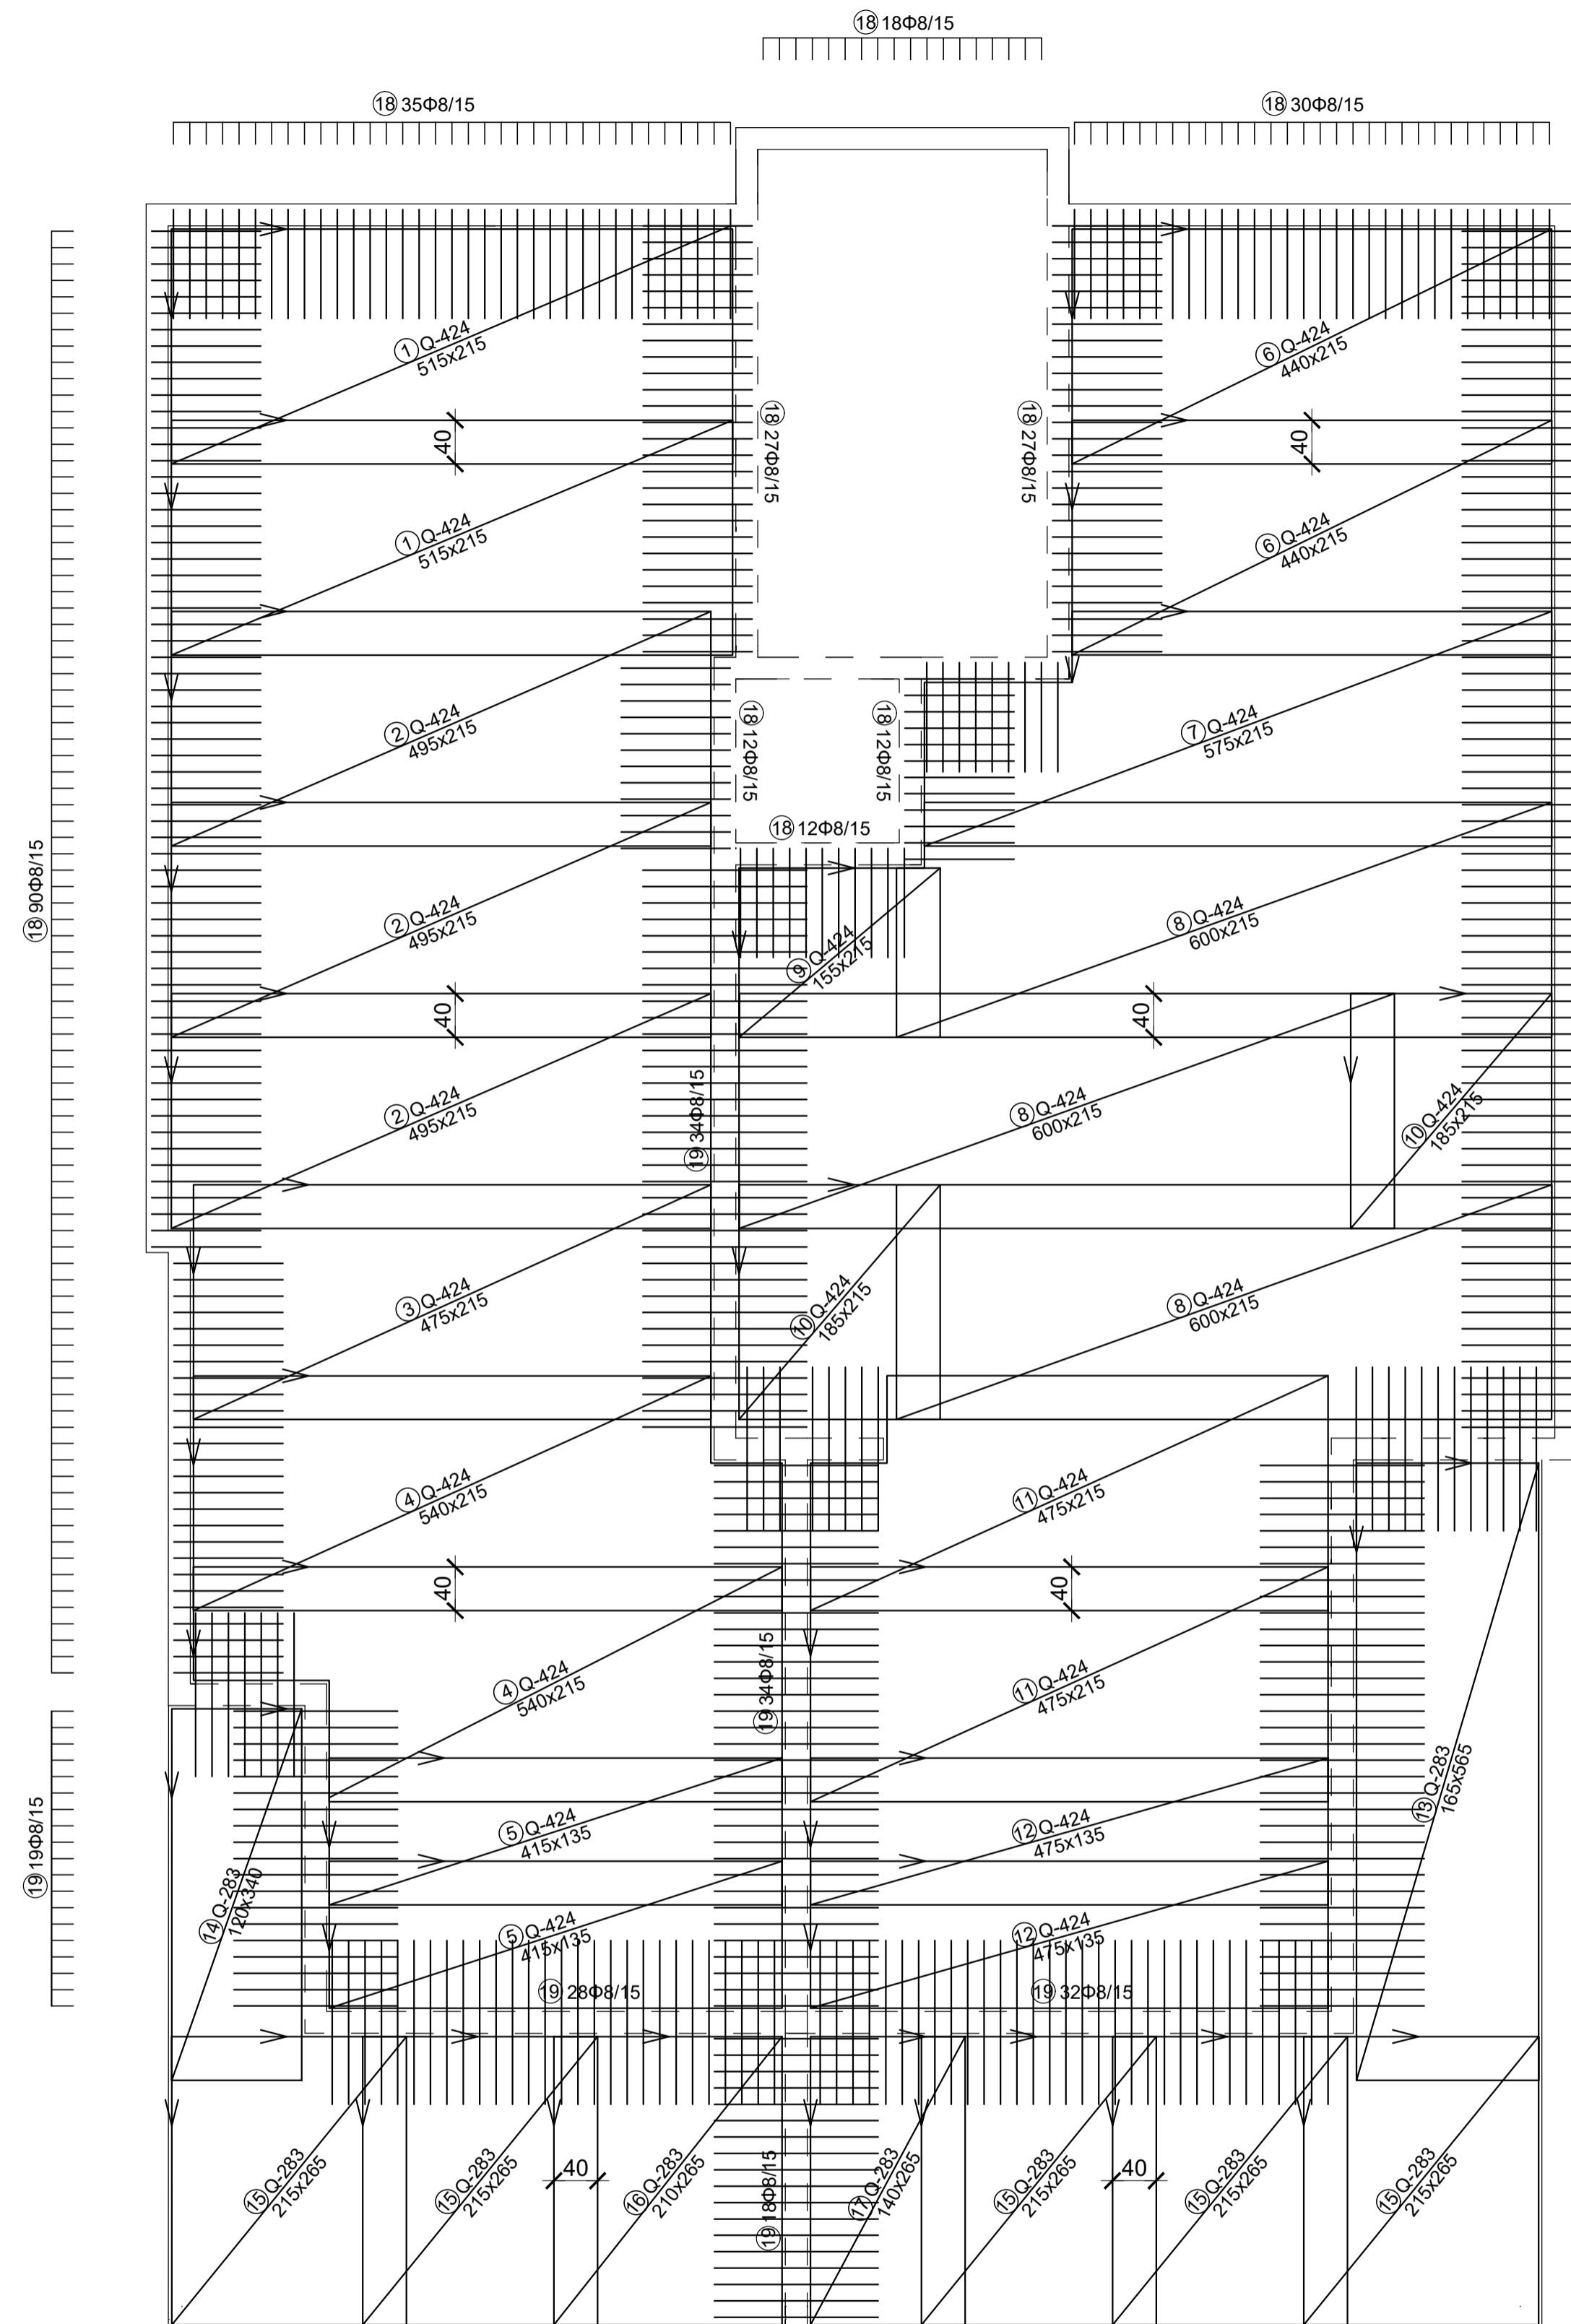 ⑱ 18Φ8/15
⑱ 35Φ8/15
⑱ 30Φ8/15
① Q-424
515x215
⑥ Q-424
440x215
40
⑱ 27Φ8/15
⑱ 27Φ8/15
40
① Q-424
515x215
⑥ Q-424
440x215
② Q-424
495x215
⑱ 12Φ8/15
⑱ 12Φ8/15
⑦ Q-424
575x215
⑱ 12Φ8/15
⑱ 90Φ8/15
② Q-424
495x215
⑨ Q-424
155x215
⑧ Q-424
600x215
40
40
② Q-424
495x215
⑲ 34Φ8/15
⑧ Q-424
600x215
⑩ Q-424
185x215
③ Q-424
475x215
⑩ Q-424
185x215
⑧ Q-424
600x215
④ Q-424
540x215
⑪ Q-424
475x215
40
40
④ Q-424
540x215
⑲ 34Φ8/15
⑪ Q-424
475x215
⑬ Q-283
165x565
⑲ 19Φ8/15
⑤ Q-424
415x135
⑫ Q-424
475x135
⑭ Q-283
120x340
⑤ Q-424
415x135
⑫ Q-424
475x135
⑲ 28Φ8/15
⑲ 32Φ8/15
⑮ Q-283
215x265
⑮ Q-283
215x265
40
⑯ Q-283
210x265
⑲ 18Φ8/15
⑰ Q-283
140x265
⑮ Q-283
215x265
40
⑮ Q-283
215x265
⑮ Q-283
215x265